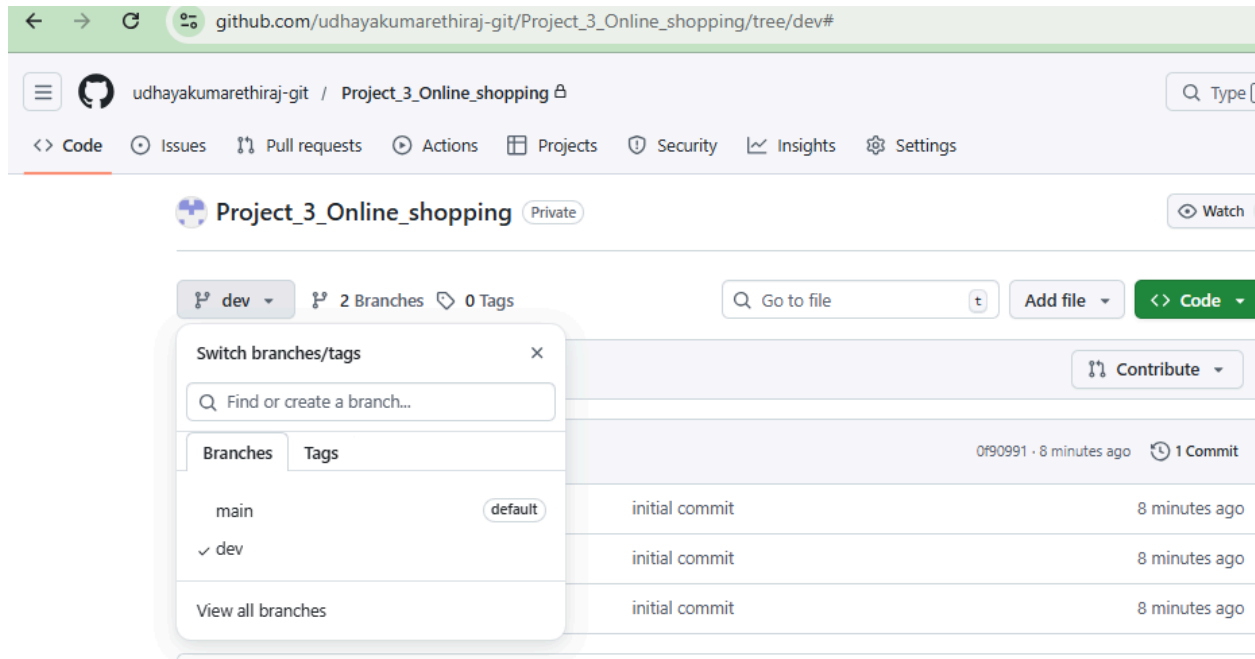 github.com/udhayakumarethiraj-git/Project_3_Online_shopping/tree/dev#
udhayakumarethiraj-git / Project_3_Online_shopping
Type
Code Issues Pull requests Actions Projects Security Insights Settings
Project_3_Online_shopping Private
Watch
dev 2 Branches 0 Tags Go to file t Add file Code
Switch branches/tags
Contribute
Find or create a branch...
Branches Tags
0f90991 · 8 minutes ago 1 Commit
main default
initial commit 8 minutes ago
dev
initial commit 8 minutes ago
View all branches
initial commit 8 minutes ago